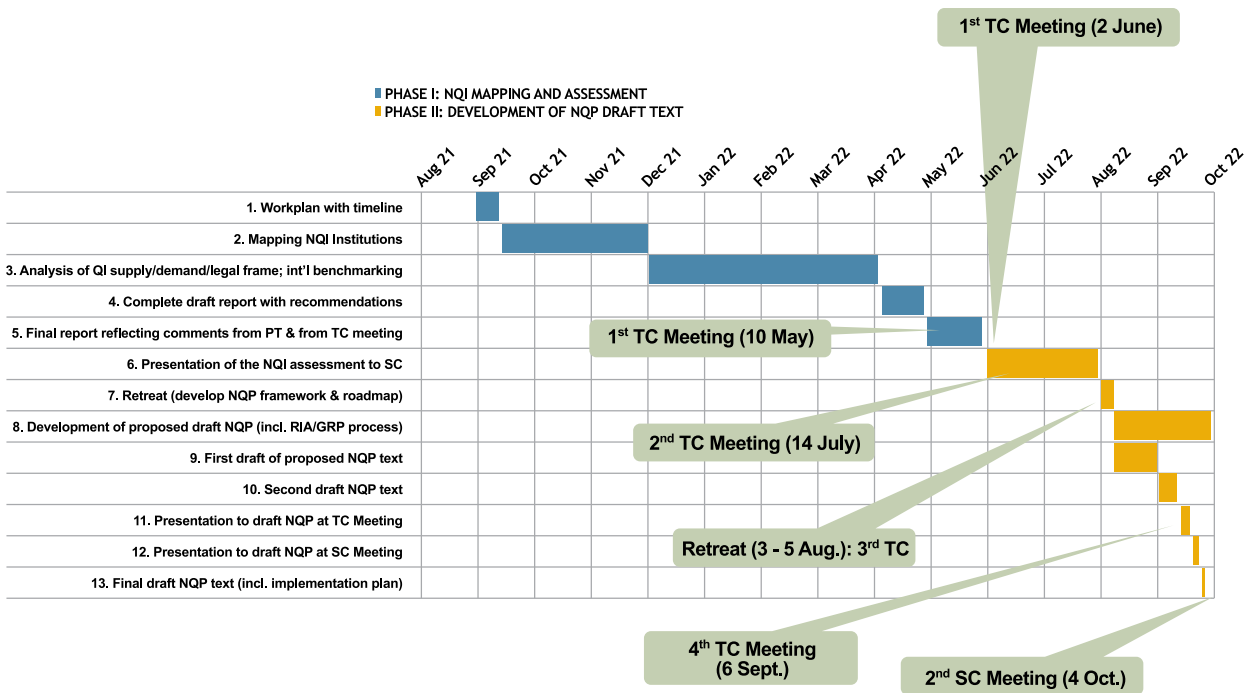 1st TC Meeting (2 June)
PHASE I: NQI MAPPING AND ASSESSMENT
PHASE II: DEVELOPMENT OF NQP DRAFT TEXT
Aug 21
Sep 21
Oct 21
Nov 21
Dec 21
Jan 22
Feb 22
Mar 22
Apr 22
May 22
Jun 22
Jul 22
Aug 22
Sep 22
Oct 22
1. Workplan with timeline
2. Mapping NQI Institutions
3. Analysis of QI supply/demand/legal frame; int'l benchmarking
4. Complete draft report with recommendations
5. Final report reflecting comments from PT & from TC meeting
1st TC Meeting (10 May)
6. Presentation of the NQI assessment to SC
7. Retreat (develop NQP framework & roadmap)
8. Development of proposed draft NQP (incl. RIA/GRP process)
2nd TC Meeting (14 July)
9. First draft of proposed NQP text
10. Second draft NQP text
11. Presentation to draft NQP at TC Meeting
12. Presentation to draft NQP at SC Meeting
Retreat (3 - 5 Aug.): 3rd TC
13. Final draft NQP text (incl. implementation plan)
4th TC Meeting
(6 Sept.)
2nd SC Meeting (4 Oct.)